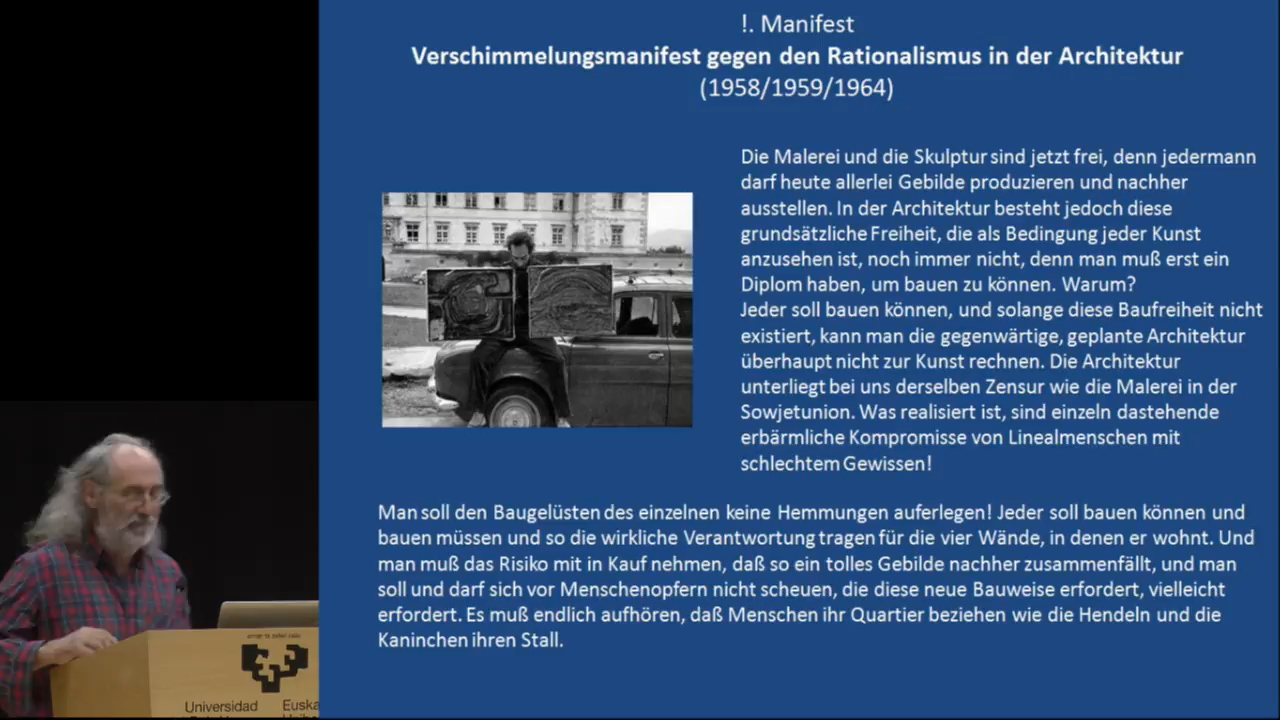 !. Manifest
Verschimmelungsmanifest gegen den Rationalismus in der Architektur
(1958/1959/1964)
Die Malerei und die Skulptur sind jetzt frei, denn jedermann
darf heute allerlei Gebilde produzieren und nachher
ausstellen. In der Architektur besteht jedoch diese
grundsätzliche Freiheit, die als Bedingung jeder Kunst
anzusehen ist, noch immer nicht, denn man muß erst ein
Diplom haben, um bauen zu können. Warum?
Jeder soll bauen können, und solange diese Baufreiheit nicht
existiert, kann man die gegenwärtige, geplante Architektur
überhaupt nicht zur Kunst rechnen. Die Architektur
unterliegt bei uns derselben Zensur wie die Malerei in der
Sowjetunion. Was realisiert ist, sind einzeln dastehende
erbärmliche Kompromisse von Linealmenschen mit
schlechtem Gewissen!
Man soll den Baugelüsten des einzelnen keine Hemmungen auferlegen! Jeder soll bauen können und
bauen müssen und so die wirkliche Verantwortung tragen für die vier Wände, in denen er wohnt. Und
man muß das Risiko mit in Kauf nehmen, daß so ein tolles Gebilde nachher zusammenfällt, und man
soll und darf sich vor Menschenopfern nicht scheuen, die diese neue Bauweise erfordert, vielleicht
erfordert. Es muß endlich aufhören, daß Menschen ihr Quartier beziehen wie die Hendeln und die
Kaninchen ihren Stall.
Universidad Euska